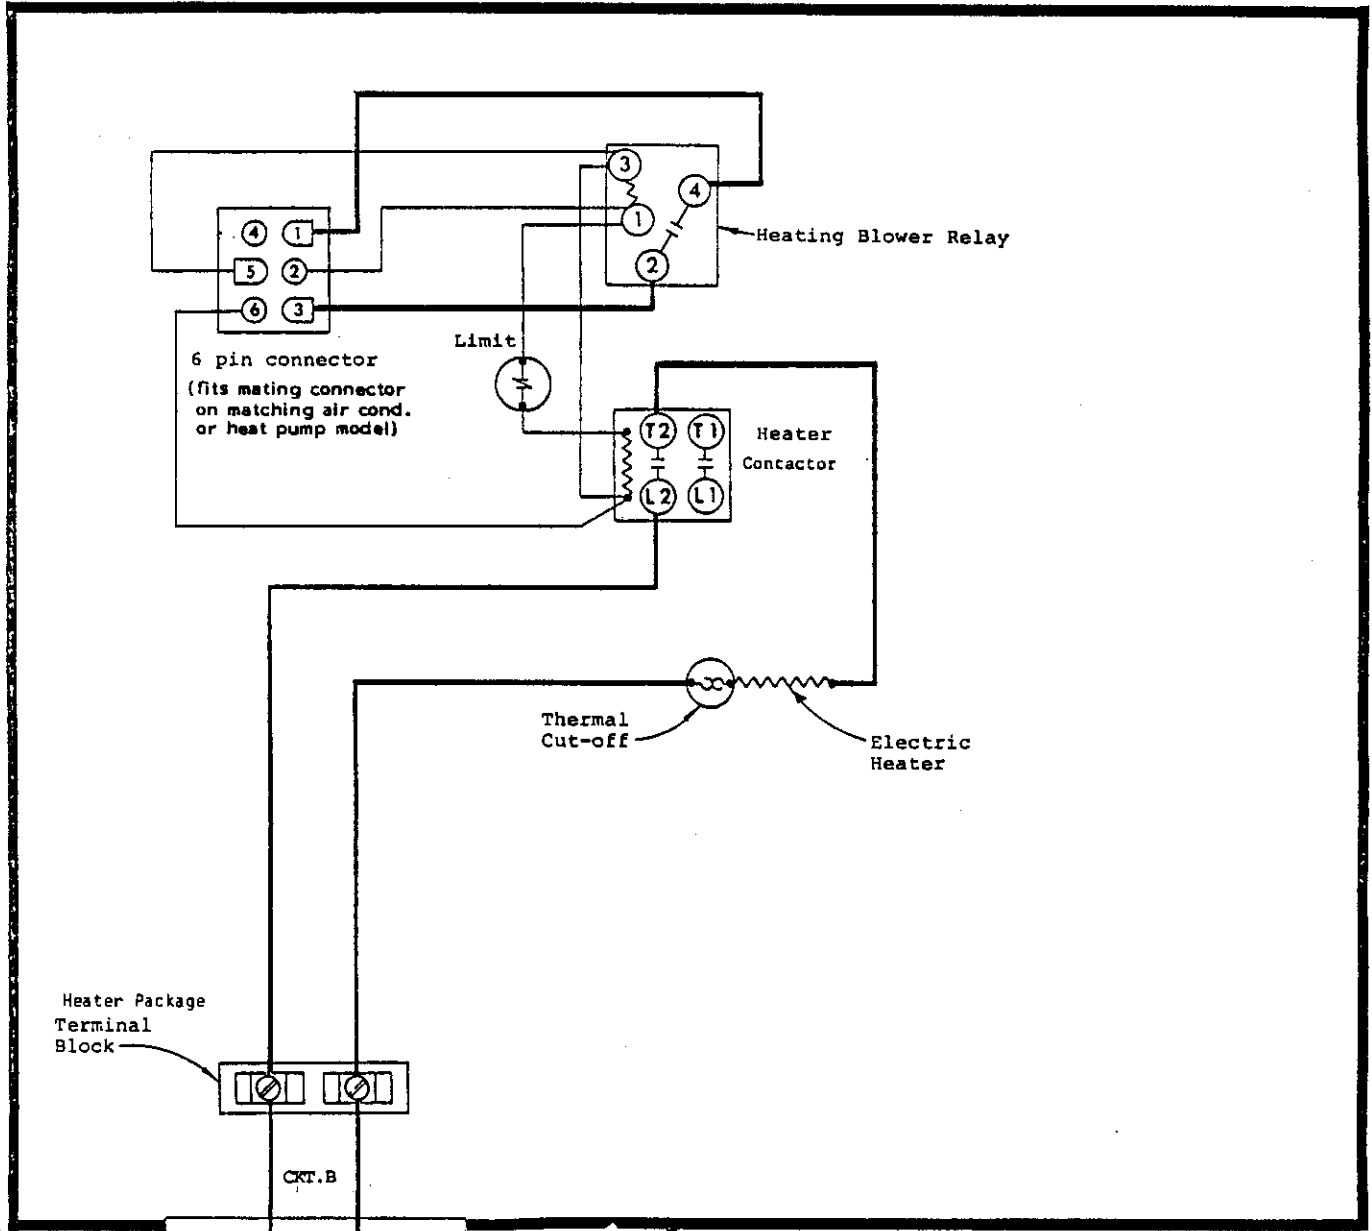 3
4
1
2
Heating Blower Relay
4 1
5 2
6 3
Limit
6 pin connector
(fits mating connector
on matching air cond.
or heat pump model)
T2 T1
L2 L1
Heater
Contactor
Thermal
Cut-off
Electric
Heater
Heater Package
Terminal
Block
CKT.B